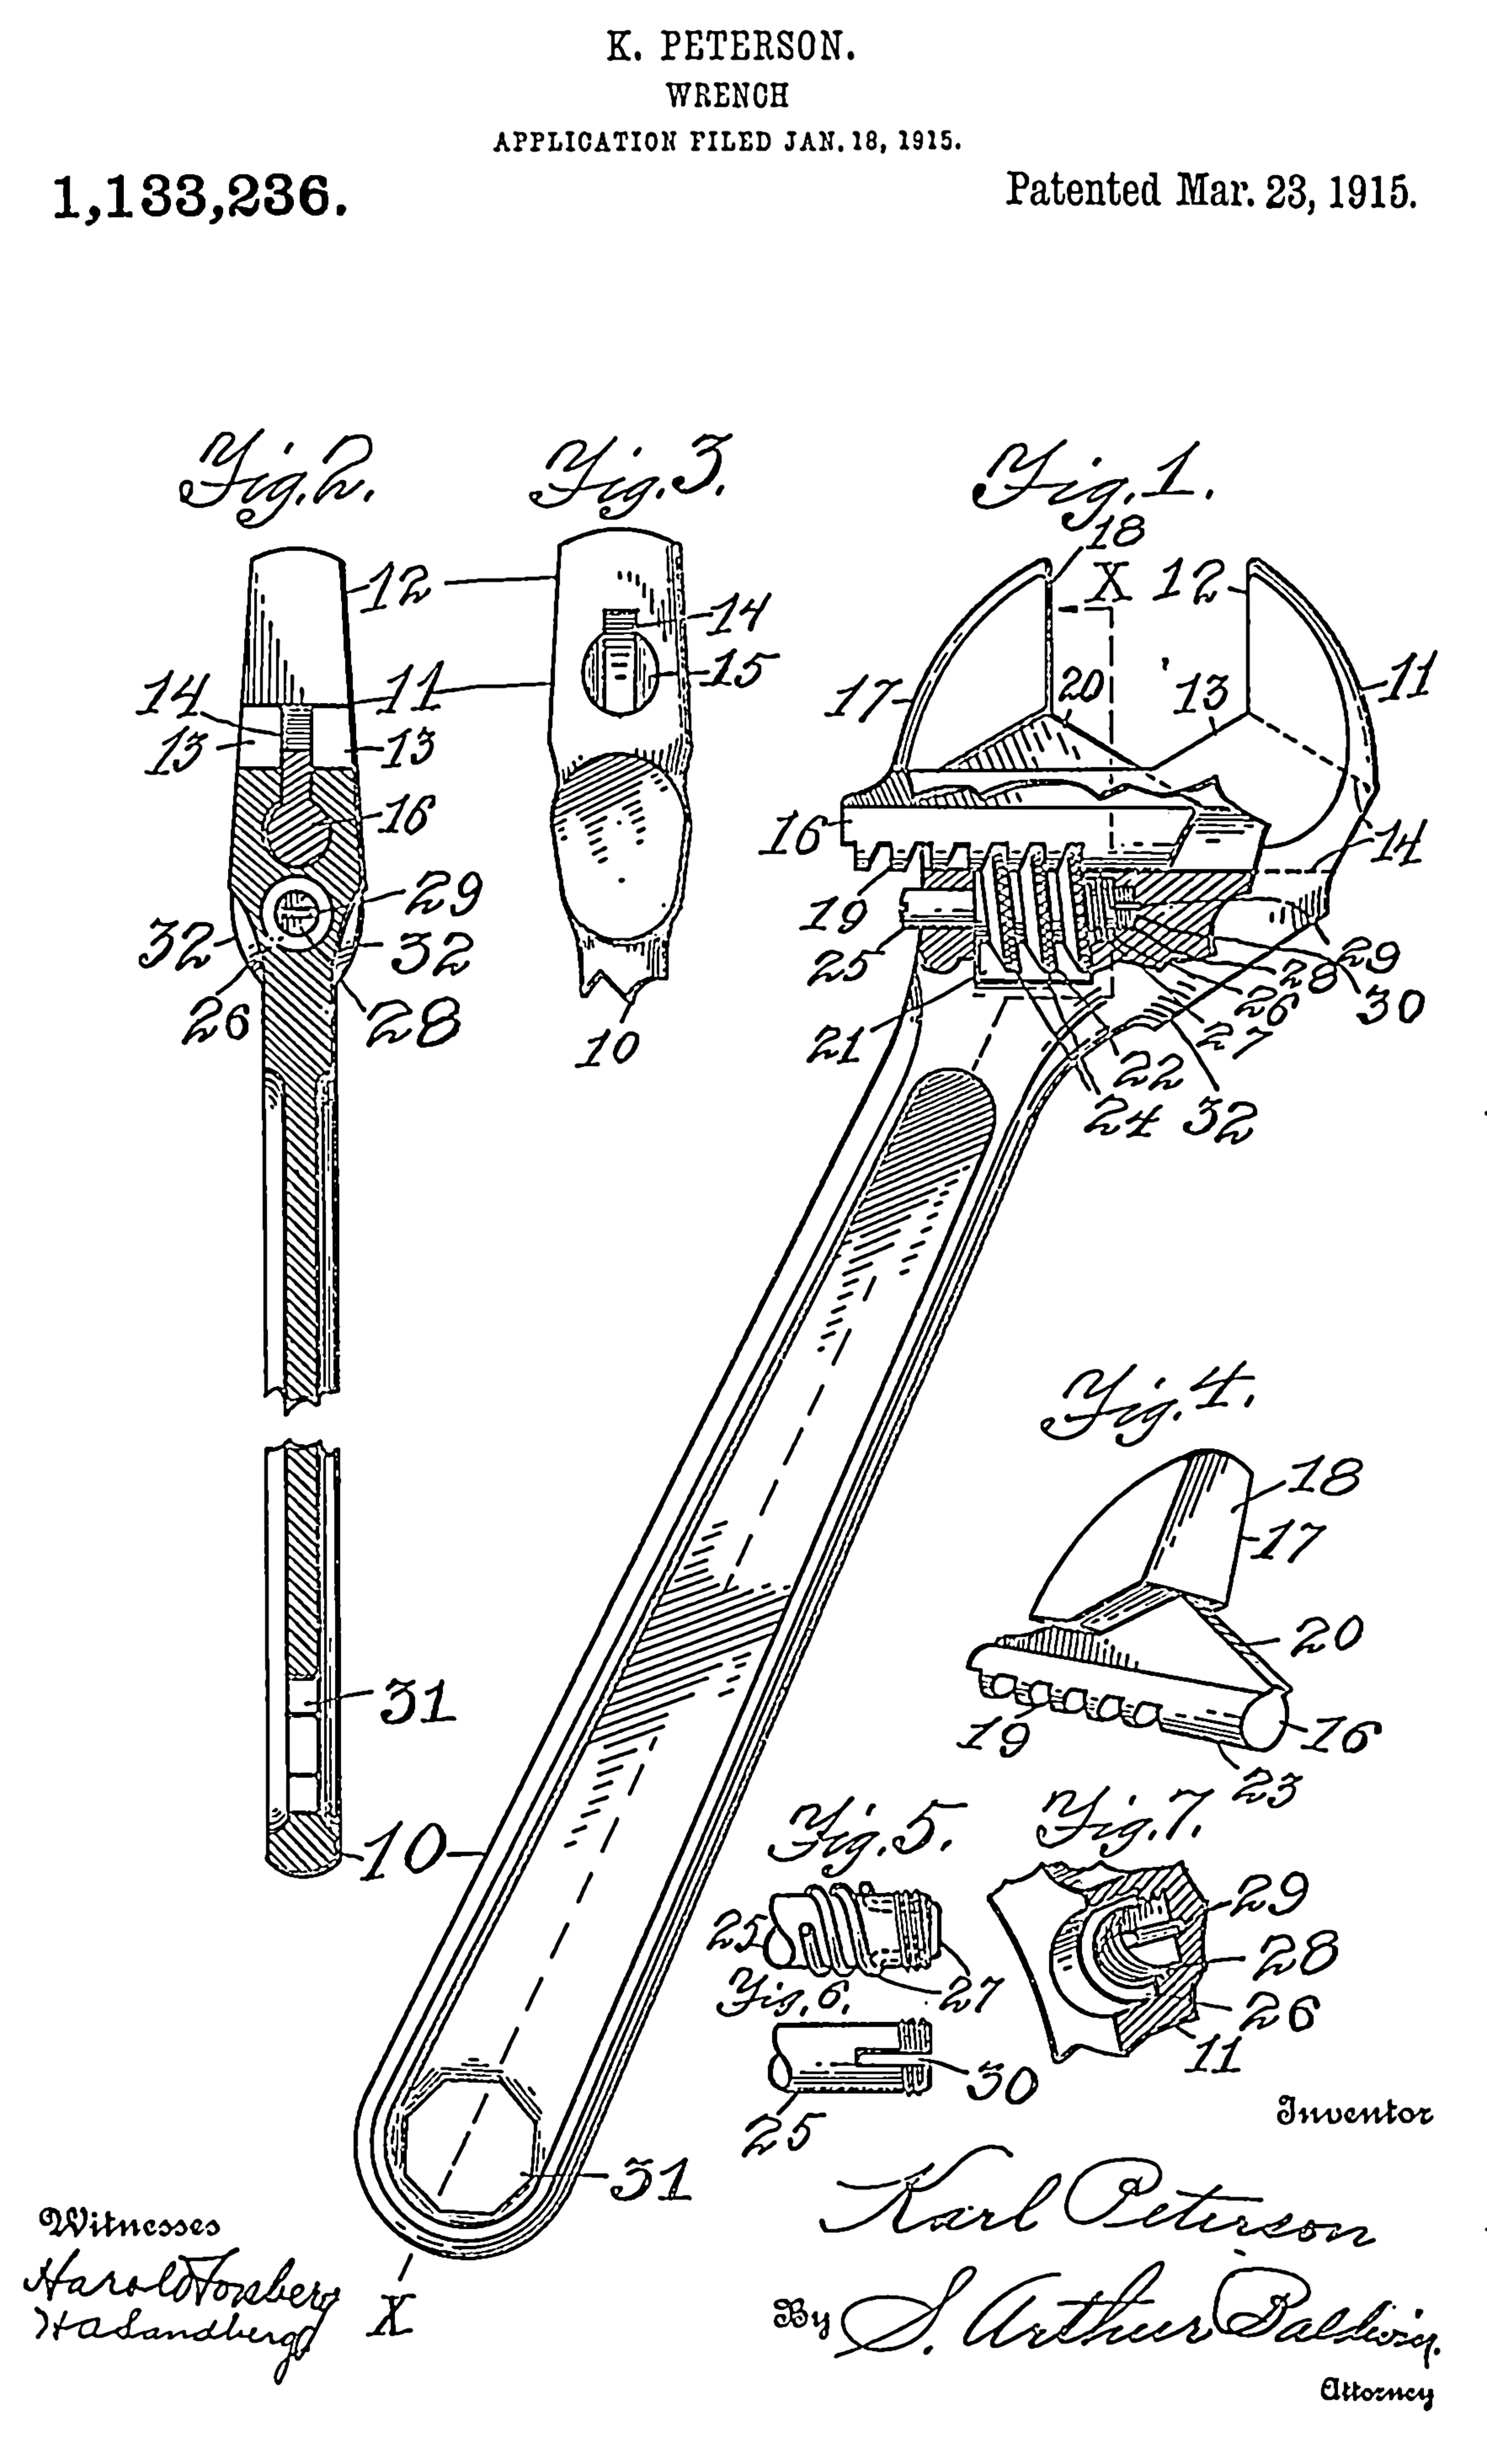 K. PETERSON.
WRENCH
APPLICATION FILED JAN. 18, 1915.
1,133,236.
Patented Mar. 23, 1915.
Fig. 2.
Fig. 3.
Fig. 1.
18
12
X
12
14
14
11
15
17
20
13
11
13
13
16
16
14
29
19
32
32
25
29
28
26
28
26
30
10
21
27
22
24
32
Fig. 4.
18
17
20
31
19
16
23
Fig. 5.
Fig. 7.
10
29
25
28
Fig. 6.
27
26
11
30
25
31
Inventor
Karl Peterson
Witnesses
Harold
H A Sandberg
X
By S. Arthur Baldwin.
Attorney